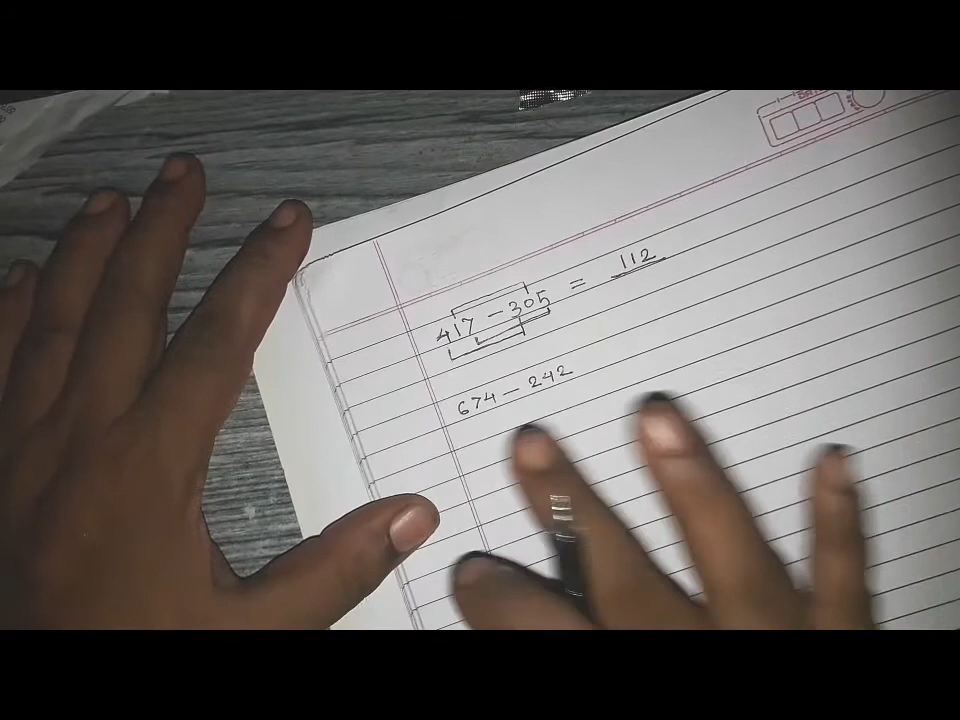 417 - 305 = 112
674 - 242